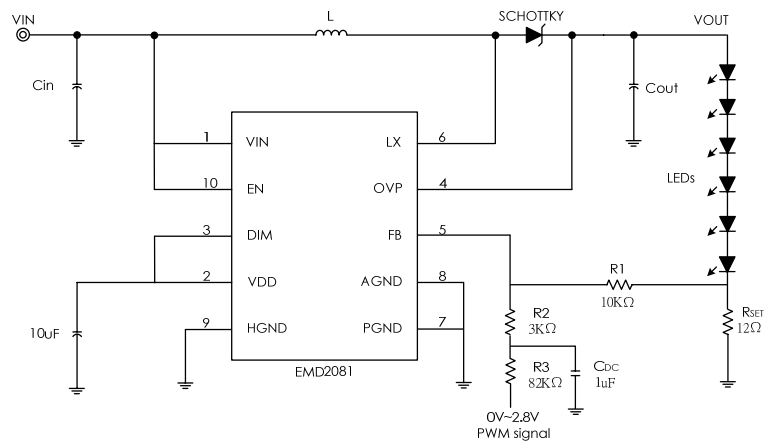 VIN
L
SCHOTTKY
VOUT
Cin
Cout
1
VIN
LX
6
10
EN
OVP
4
LEDs
3
DIM
FB
5
2
VDD
AGND
8
R1
10KΩ
10uF
9
HGND
PGND
7
R2
3KΩ
RSET
12Ω
EMD2081
R3
82KΩ
CDC
1uF
0V~2.8V
PWM signal